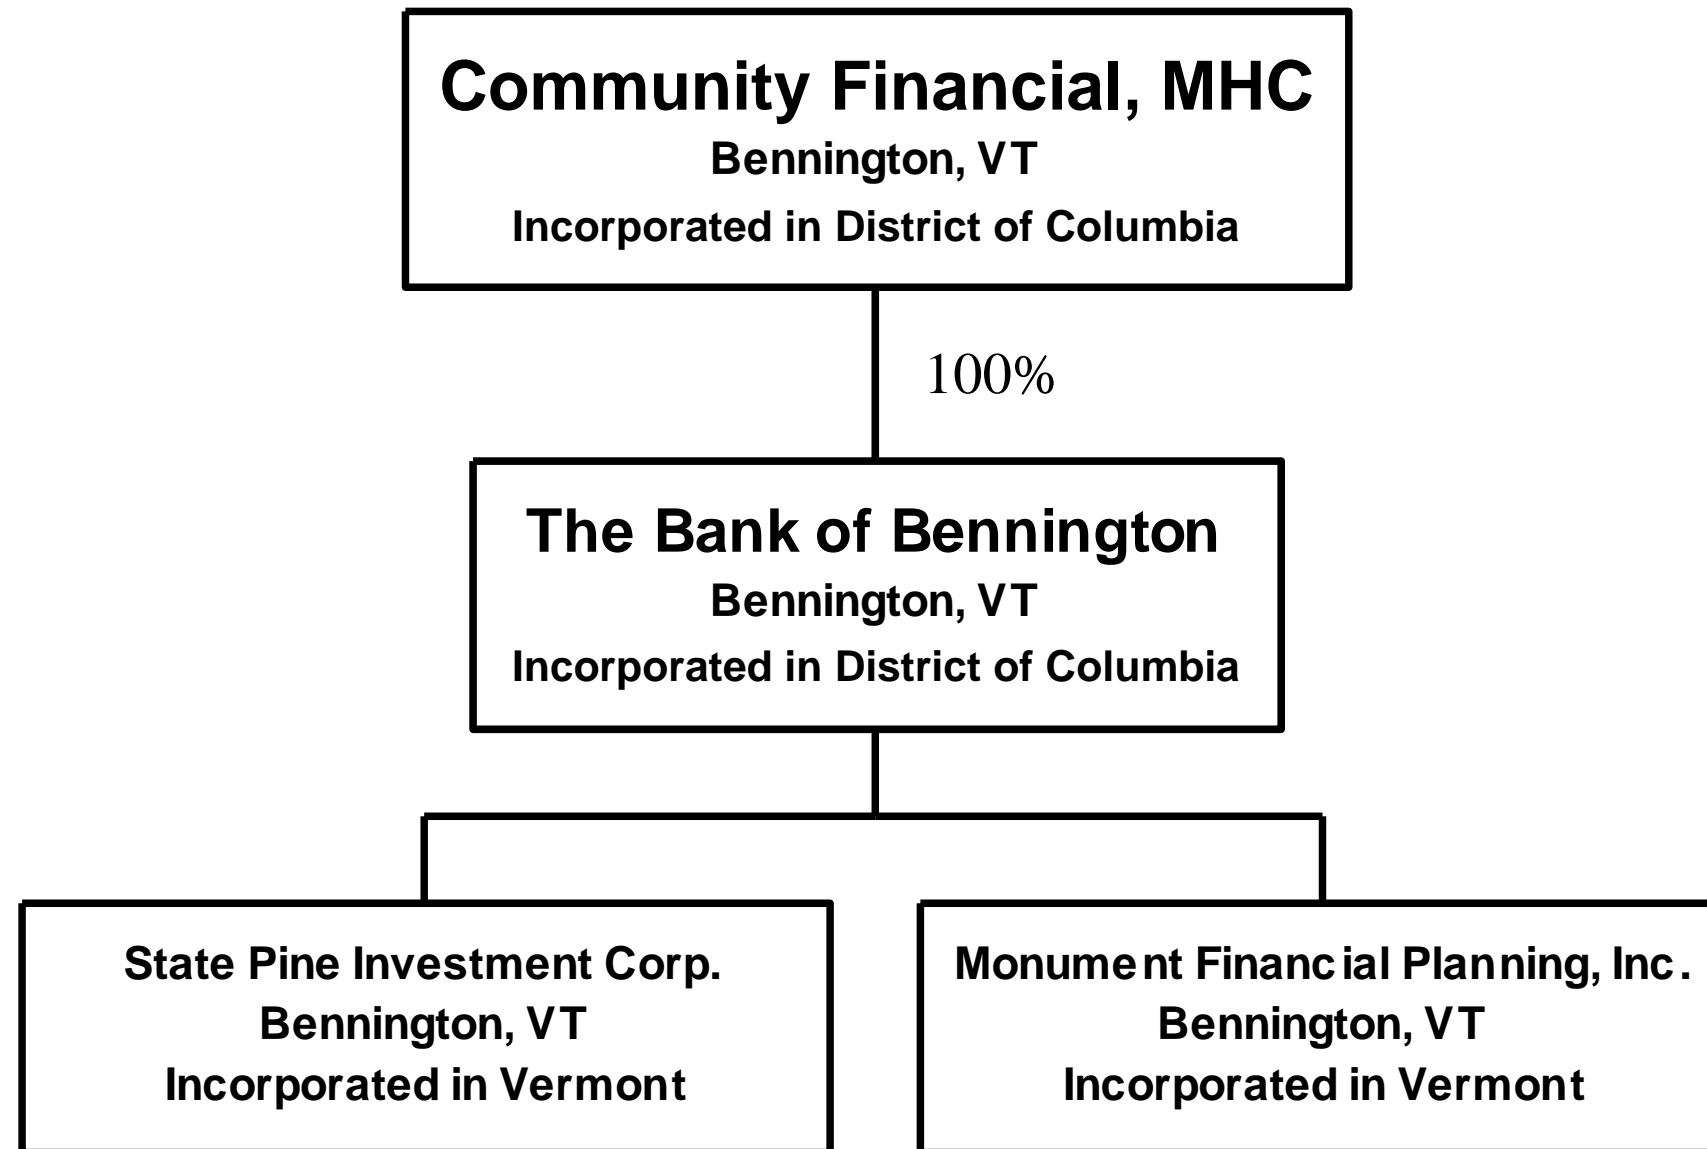 Community Financial, MHC
Bennington, VT
Incorporated in District of Columbia
100%
The Bank of Bennington
Bennington, VT
Incorporated in District of Columbia
State Pine Investment Corp.
Bennington, VT
Incorporated in Vermont
Monument Financial Planning, Inc.
Bennington, VT
Incorporated in Vermont